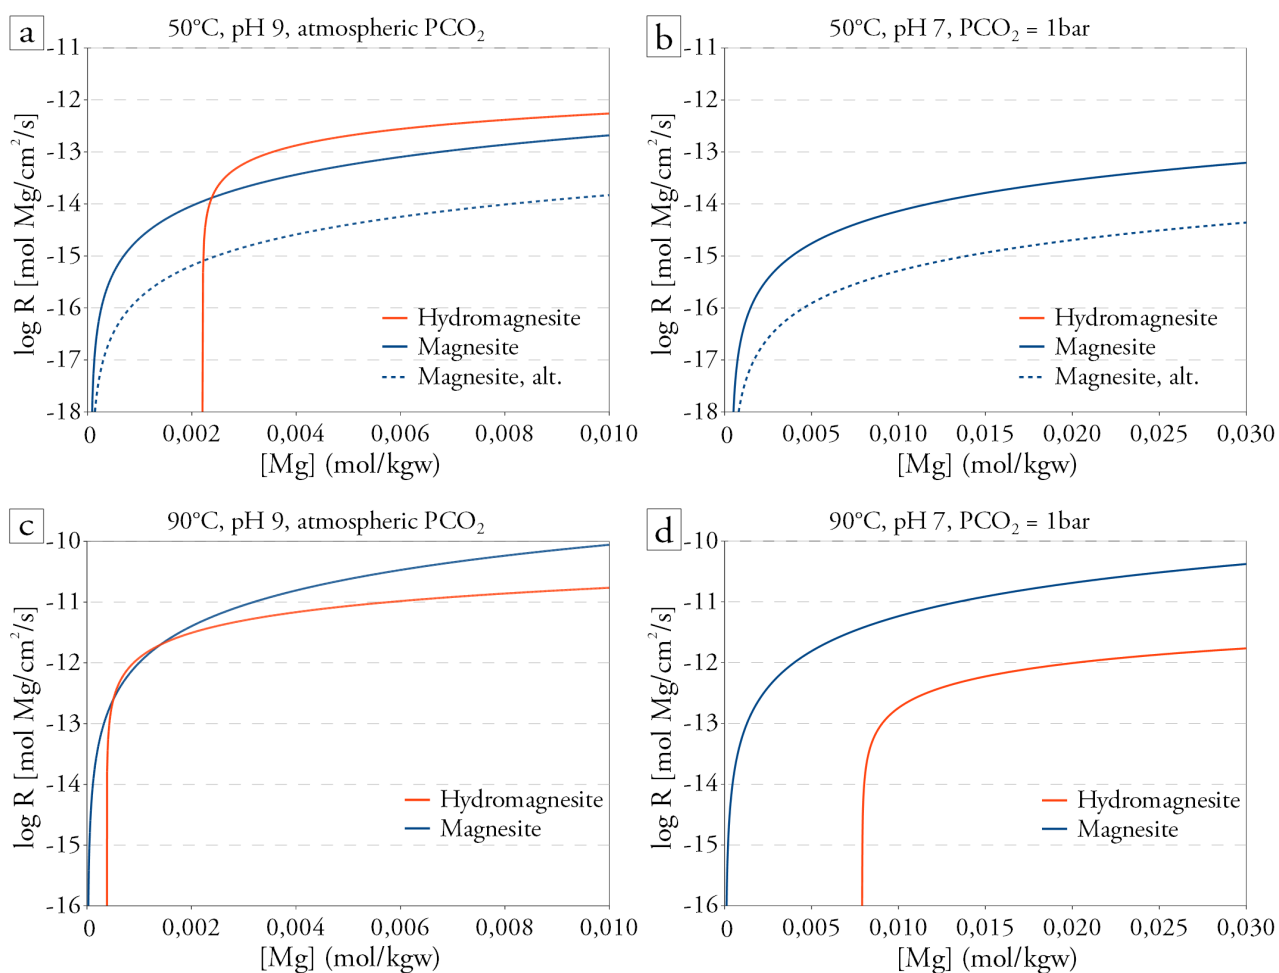 a
50°C, pH 9, atmospheric PCO₂
-11
-12
-13
-14
-15
-16
-17
-18
log R [mol Mg/cm²/s]
Hydromagnesite
Magnesite
Magnesite, alt.
0 0,002 0,004 0,006 0,008 0,010
[Mg] (mol/kgw)
b
50°C, pH 7, PCO₂ = 1bar
-11
-12
-13
-14
-15
-16
-17
-18
log R [mol Mg/cm²/s]
Hydromagnesite
Magnesite
Magnesite, alt.
0 0,005 0,010 0,015 0,020 0,025 0,030
[Mg] (mol/kgw)
c
90°C, pH 9, atmospheric PCO₂
-10
-11
-12
-13
-14
-15
-16
log R [mol Mg/cm²/s]
Hydromagnesite
Magnesite
0 0,002 0,004 0,006 0,008 0,010
[Mg] (mol/kgw)
d
90°C, pH 7, PCO₂ = 1bar
-10
-11
-12
-13
-14
-15
-16
log R [mol Mg/cm²/s]
Hydromagnesite
Magnesite
0 0,005 0,010 0,015 0,020 0,025 0,030
[Mg] (mol/kgw)